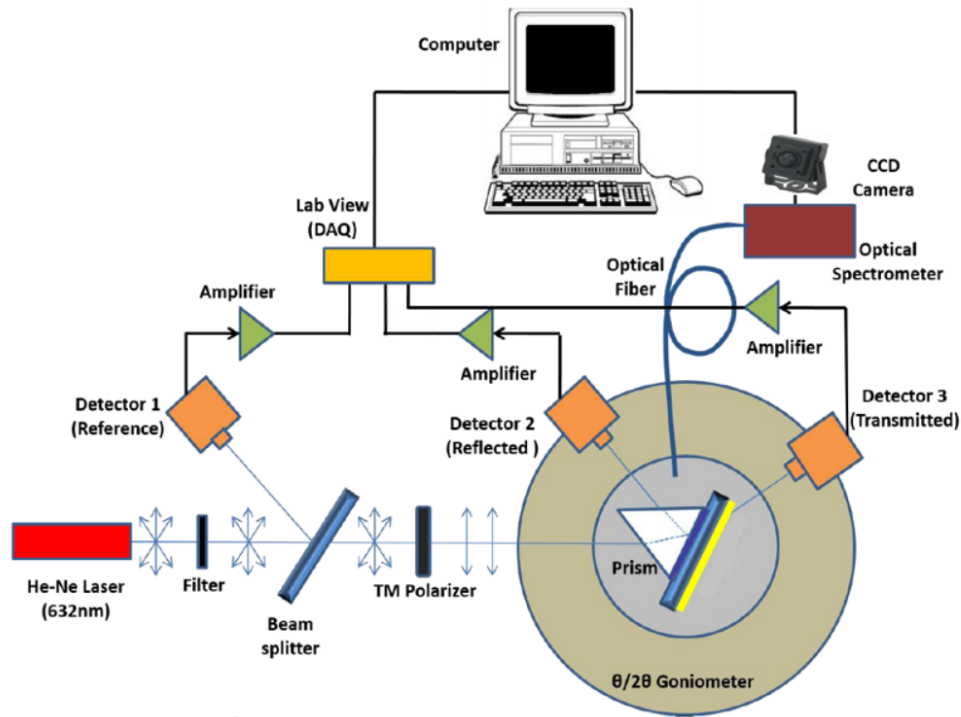 Computer
CCD
Camera
Lab View
(DAQ)
Optical
Fiber
Optical
Spectrometer
Amplifier
Amplifier
Amplifier
Detector 1
(Reference)
Detector 2
(Reflected )
Detector 3
(Transmitted)
He-Ne Laser
(632nm)
Filter
Beam
splitter
TM Polarizer
Prism
θ/2θ Goniometer